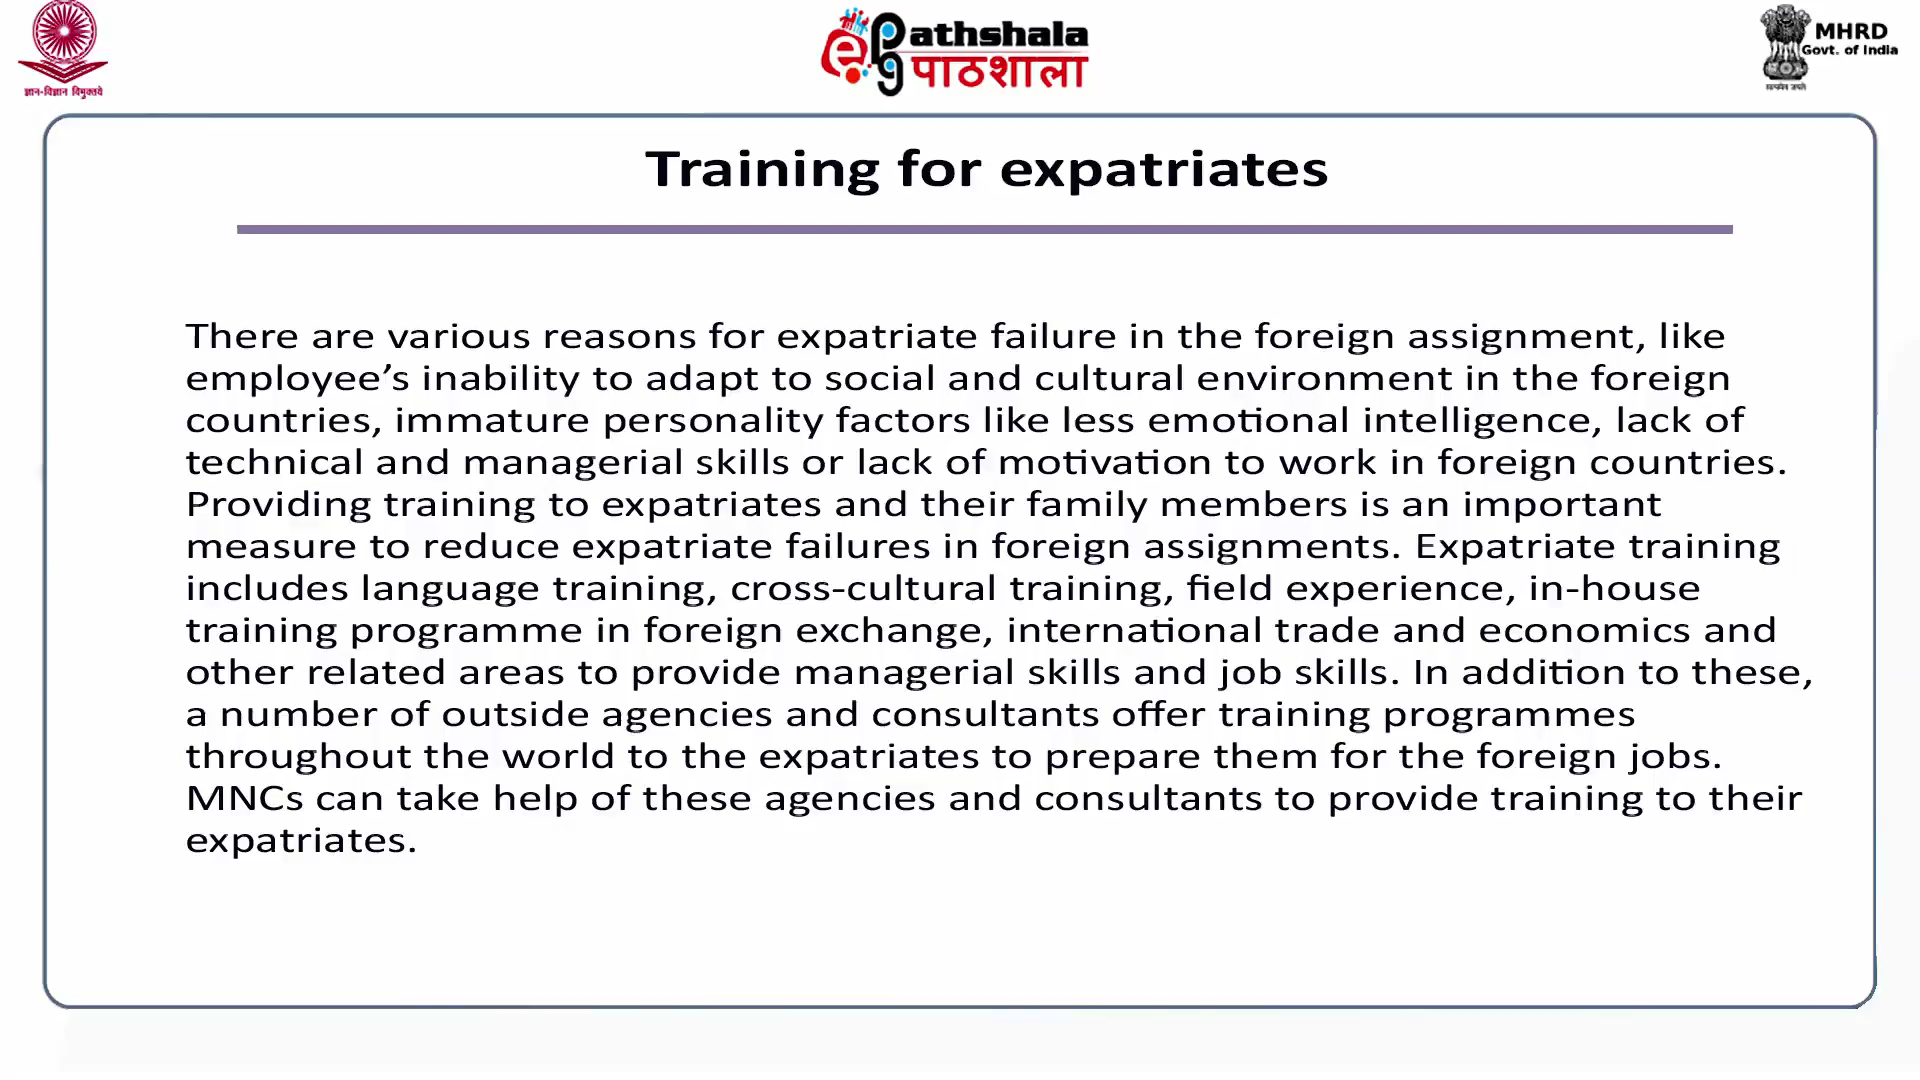 ज्ञान-विज्ञान विमुक्तये
ePathshala
पाठशाला
MHRD
Govt. of India
सत्यमेव जयते
Training for expatriates
There are various reasons for expatriate failure in the foreign assignment, like
employee’s inability to adapt to social and cultural environment in the foreign
countries, immature personality factors like less emotional intelligence, lack of
technical and managerial skills or lack of motivation to work in foreign countries.
Providing training to expatriates and their family members is an important
measure to reduce expatriate failures in foreign assignments. Expatriate training
includes language training, cross-cultural training, field experience, in-house
training programme in foreign exchange, international trade and economics and
other related areas to provide managerial skills and job skills. In addition to these,
a number of outside agencies and consultants offer training programmes
throughout the world to the expatriates to prepare them for the foreign jobs.
MNCs can take help of these agencies and consultants to provide training to their
expatriates.